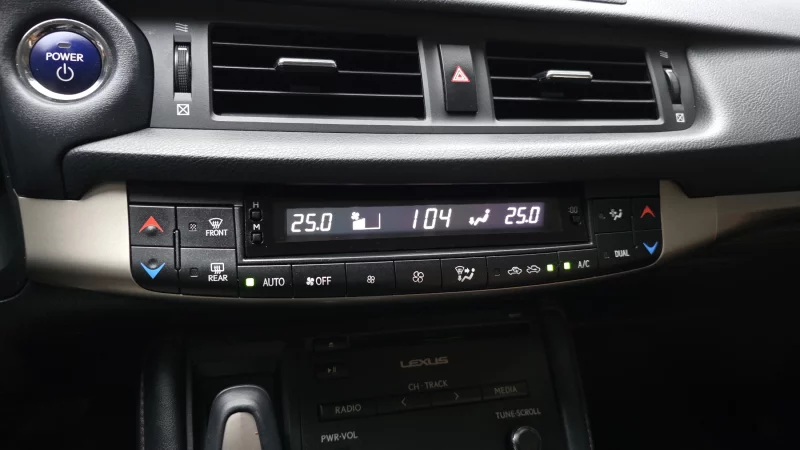 POWER
H
M
:00
25.0
104
25.0
FRONT
REAR
AUTO
OFF
A/C
DUAL
LEXUS
CH · TRACK
RADIO
MEDIA
PWR·VOL
TUNE·SCROLL